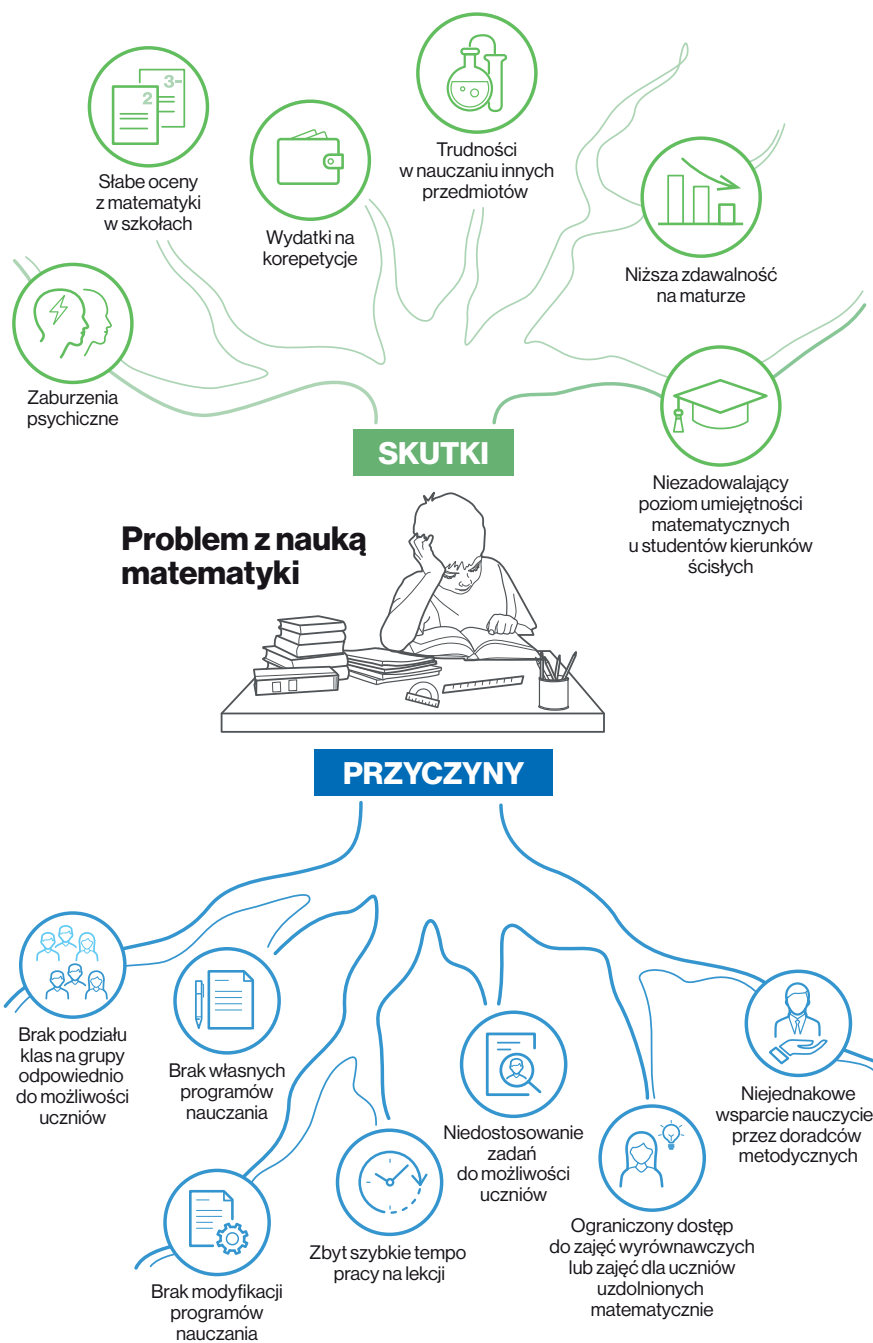 2
3-
Słabe oceny
z matematyki
w szkołach
Wydatki na
korepetycje
Trudności
w nauczaniu innych
przedmiotów
Niższa zdawalność
na maturze
Zaburzenia
psychiczne
Niezadowalający
poziom umiejętności
matematycznych
u studentów kierunków
ścisłych
SKUTKI
Problem z nauką
matematyki
PRZYCZYNY
Brak podziału
klas na grupy
odpowiednio
do możliwości
uczniów
Brak własnych
programów
nauczania
Brak modyfikacji
programów
nauczania
Zbyt szybkie tempo
pracy na lekcji
Niedostosowanie
zadań
do możliwości
uczniów
Ograniczony dostęp
do zajęć wyrównawczych
lub zajęć dla uczniów
uzdolnionych
matematycznie
Niejednakowe
wsparcie nauczycie
przez doradców
metodycznych